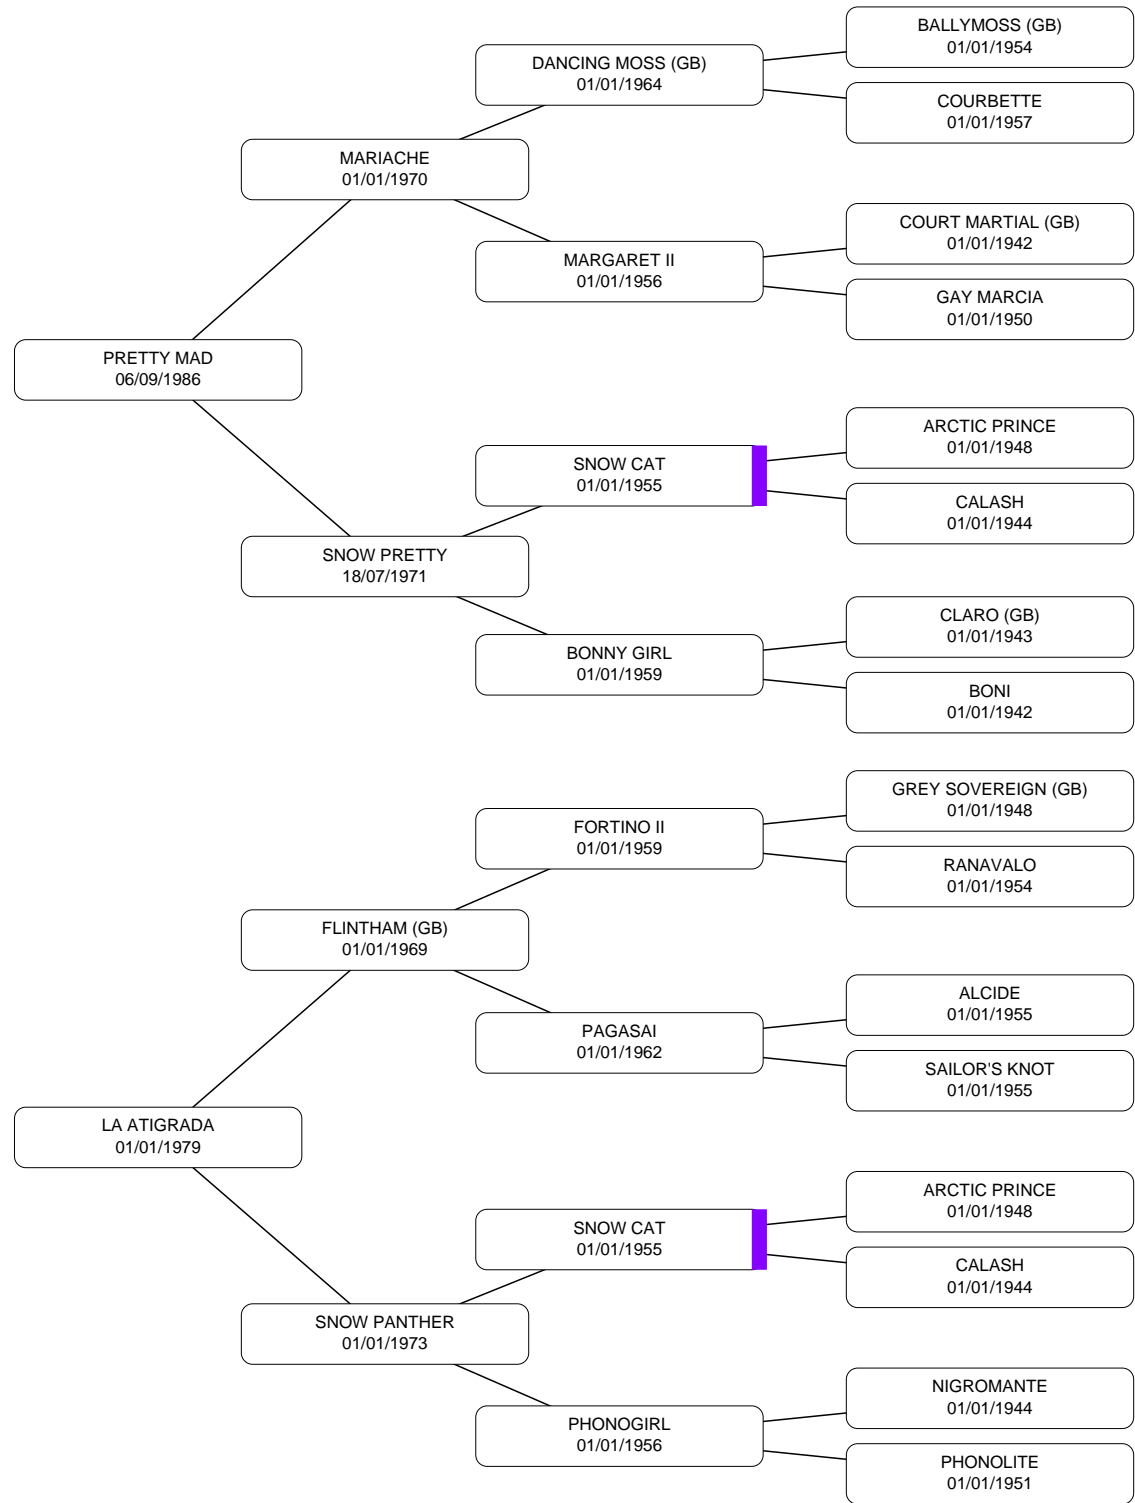 BALLYMOSS (GB)
01/01/1954
DANCING MOSS (GB)
01/01/1964
COURBETTE
01/01/1957
MARIACHE
01/01/1970
COURT MARTIAL (GB)
01/01/1942
MARGARET II
01/01/1956
GAY MARCIA
01/01/1950
PRETTY MAD
06/09/1986
ARCTIC PRINCE
01/01/1948
SNOW CAT
01/01/1955
CALASH
01/01/1944
SNOW PRETTY
18/07/1971
CLARO (GB)
01/01/1943
BONNY GIRL
01/01/1959
BONI
01/01/1942
GREY SOVEREIGN (GB)
01/01/1948
FORTINO II
01/01/1959
RANAVALO
01/01/1954
FLINTHAM (GB)
01/01/1969
ALCIDE
01/01/1955
PAGASAI
01/01/1962
SAILOR'S KNOT
01/01/1955
LA ATIGRADA
01/01/1979
ARCTIC PRINCE
01/01/1948
SNOW CAT
01/01/1955
CALASH
01/01/1944
SNOW PANTHER
01/01/1973
NIGROMANTE
01/01/1944
PHONOGIRL
01/01/1956
PHONOLITE
01/01/1951